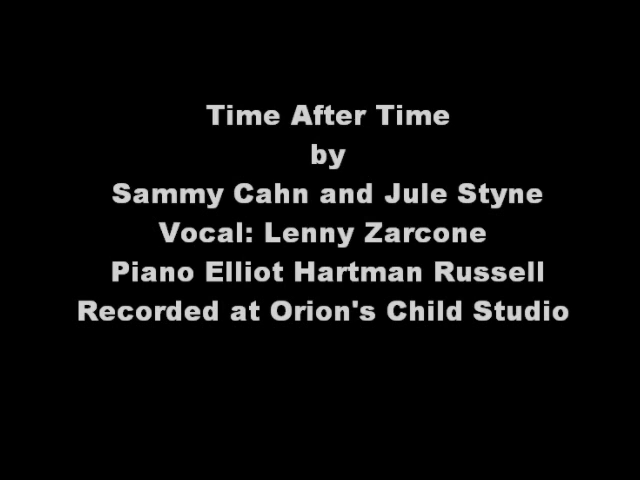 Time After Time
by
Sammy Cahn and Jule Styne
Vocal: Lenny Zarcone
Piano Elliot Hartman Russell
Recorded at Orion's Child Studio